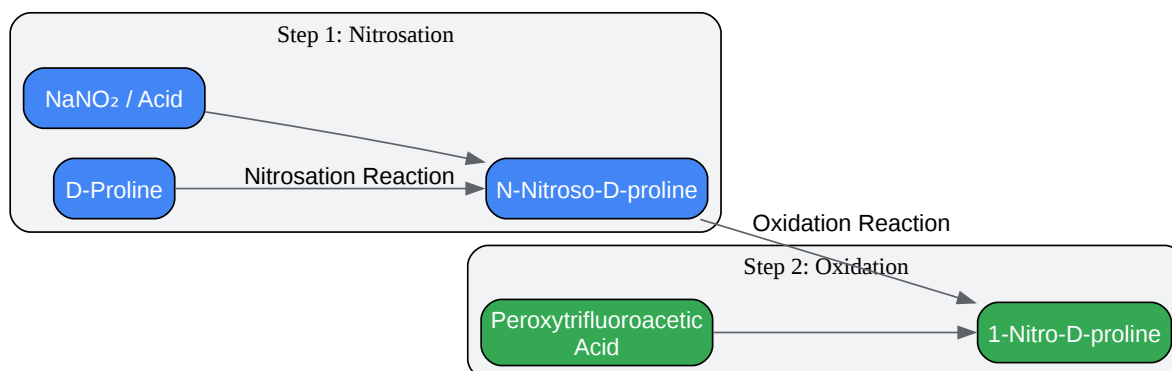 Step 1: Nitrosation
NaNO₂ / Acid
D-Proline
Nitrosation Reaction
N-Nitroso-D-proline
Oxidation Reaction
Step 2: Oxidation
Peroxytrifluoroacetic
Acid
1-Nitro-D-proline